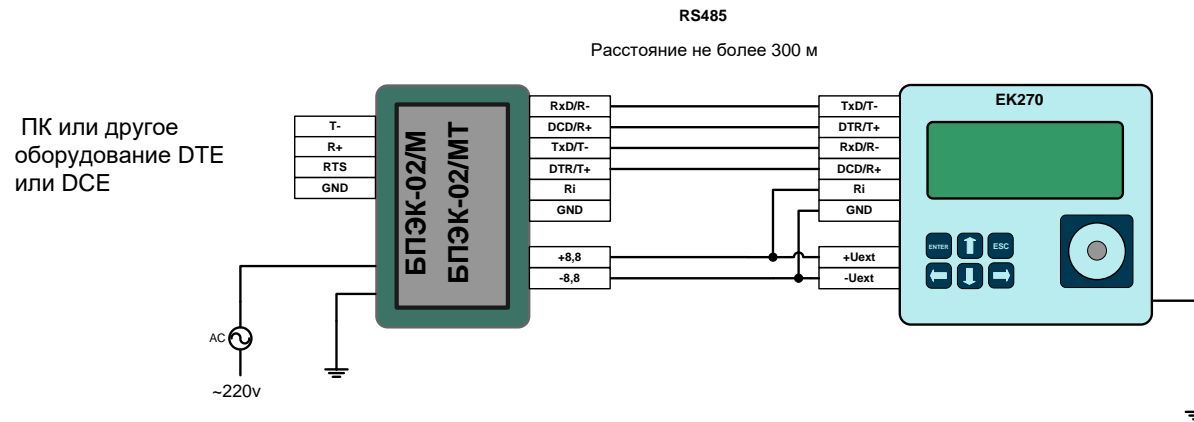 RS485
Расстояние не более 300 м
ПК или другое
оборудование DTE
или DCE
T-
R+
RTS
GND
БПЭК-02/М
БПЭК-02/МТ
RxD/R-
DCD/R+
TxD/T-
DTR/T+
Ri
GND
+8,8
-8,8
TxD/T-
DTR/T+
RxD/R-
DCD/R+
Ri
GND
+Uext
-Uext
EK270
ENTER
ESC
AC
~220v